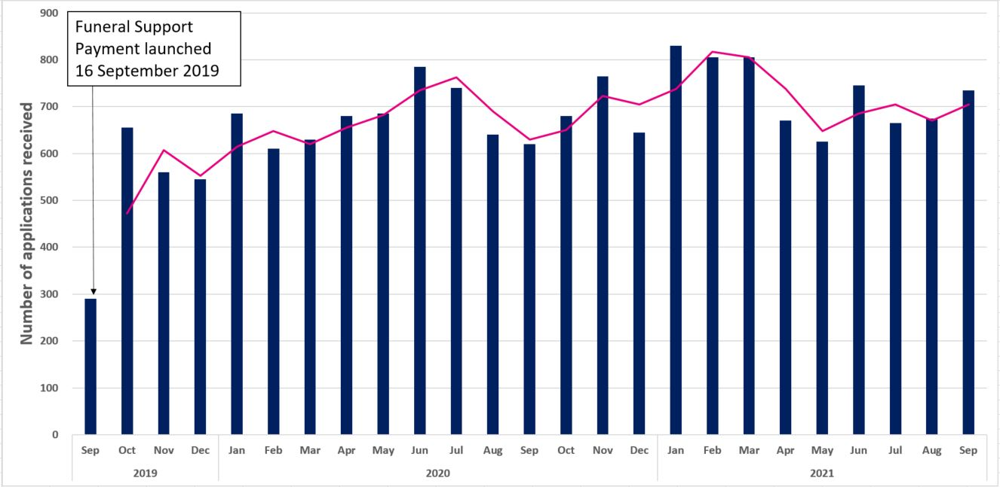 Funeral Support
Payment launched
16 September 2019
Number of applications received
900
800
700
600
500
400
300
200
100
0
Sep Oct Nov Dec Jan Feb Mar Apr May Jun Jul Aug Sep Oct Nov Dec Jan Feb Mar Apr May Jun Jul Aug Sep
2019 2020 2021